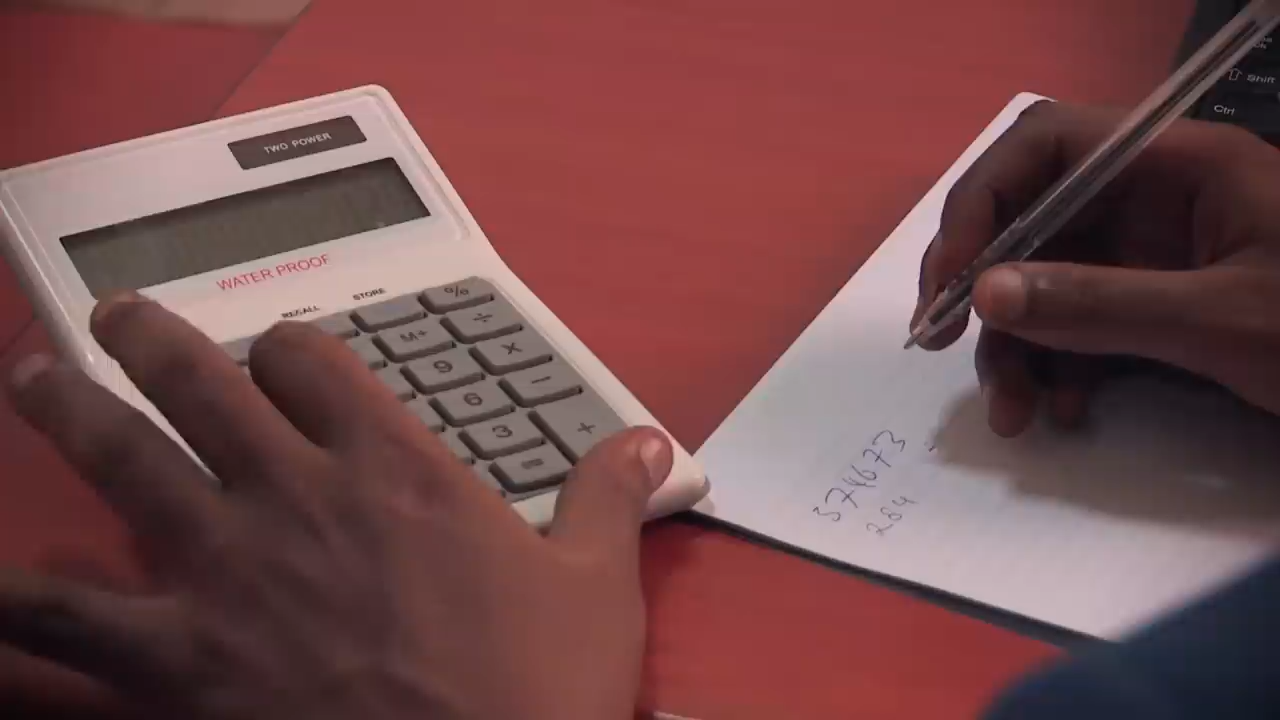 TWO POWER
WATER PROOF
RECALL STORE %
M+ ÷
9 X
6 −
3 +
=
374673
284
Shift
Ctrl